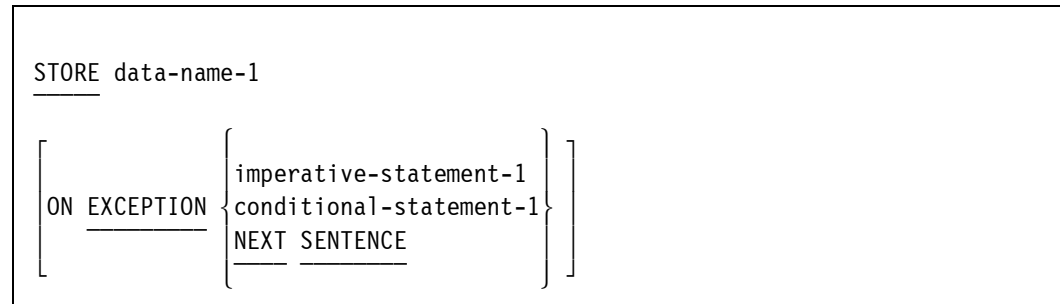 STORE data-name-1
imperative-statement-1
ON EXCEPTION conditional-statement-1
NEXT SENTENCE